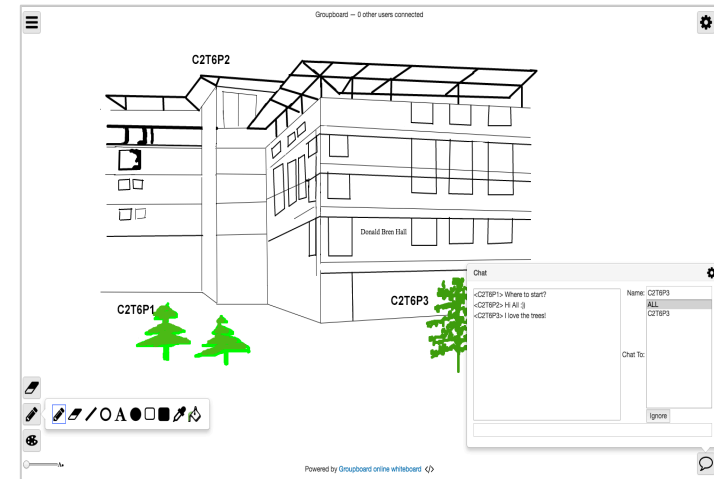 Groupboard — 0 other users connected
C2T6P2
Donald Bren Hall
C2T6P1
C2T6P3
Chat
<C2T6P1> Where to start?
<C2T6P2> Hi All :)
<C2T6P3> I love the trees!
Name: C2T6P3
ALL
C2T6P3
Chat To:
Ignore
A
Powered by Groupboard online whiteboard </>